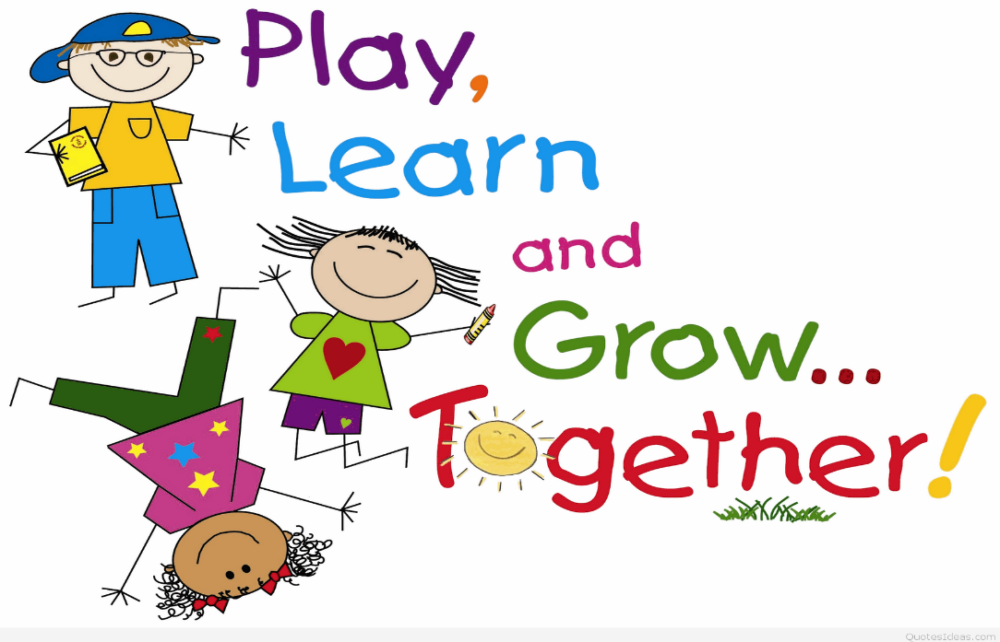 Play,
Learn
and
Grow...
Together!
QuotesIdeas.com